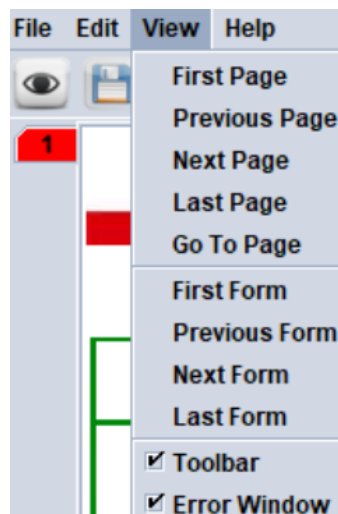 File Edit View Help
First Page
Previous Page
1
Next Page
Last Page
Go To Page
First Form
Previous Form
Next Form
Last Form
Toolbar
Error Window